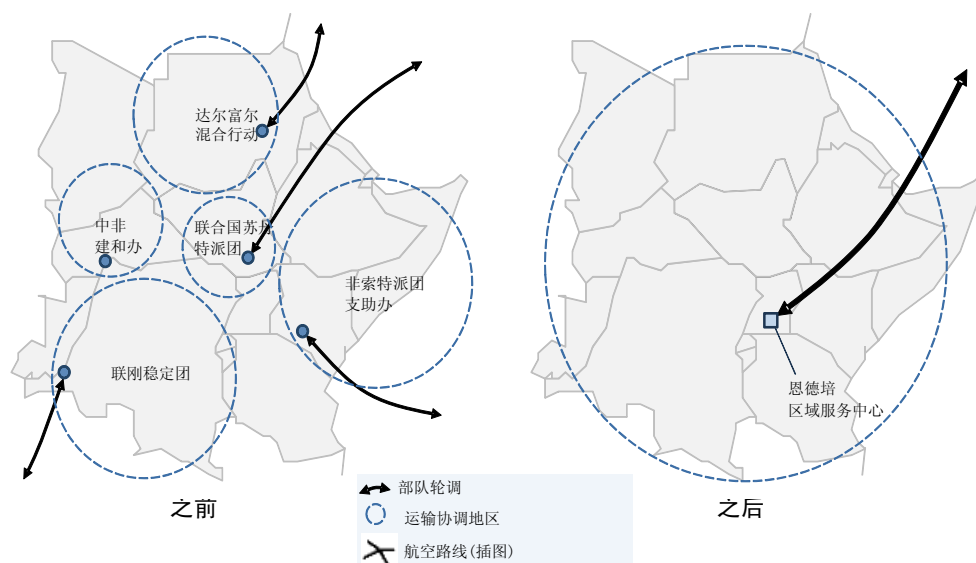 达尔富尔
混合行动
中非
建和办
联合国苏丹
特派团
非索特派团
支助办
联刚稳定团
恩德培
区域服务中心
之前
之后
部队轮调
运输协调地区
航空路线(插图)